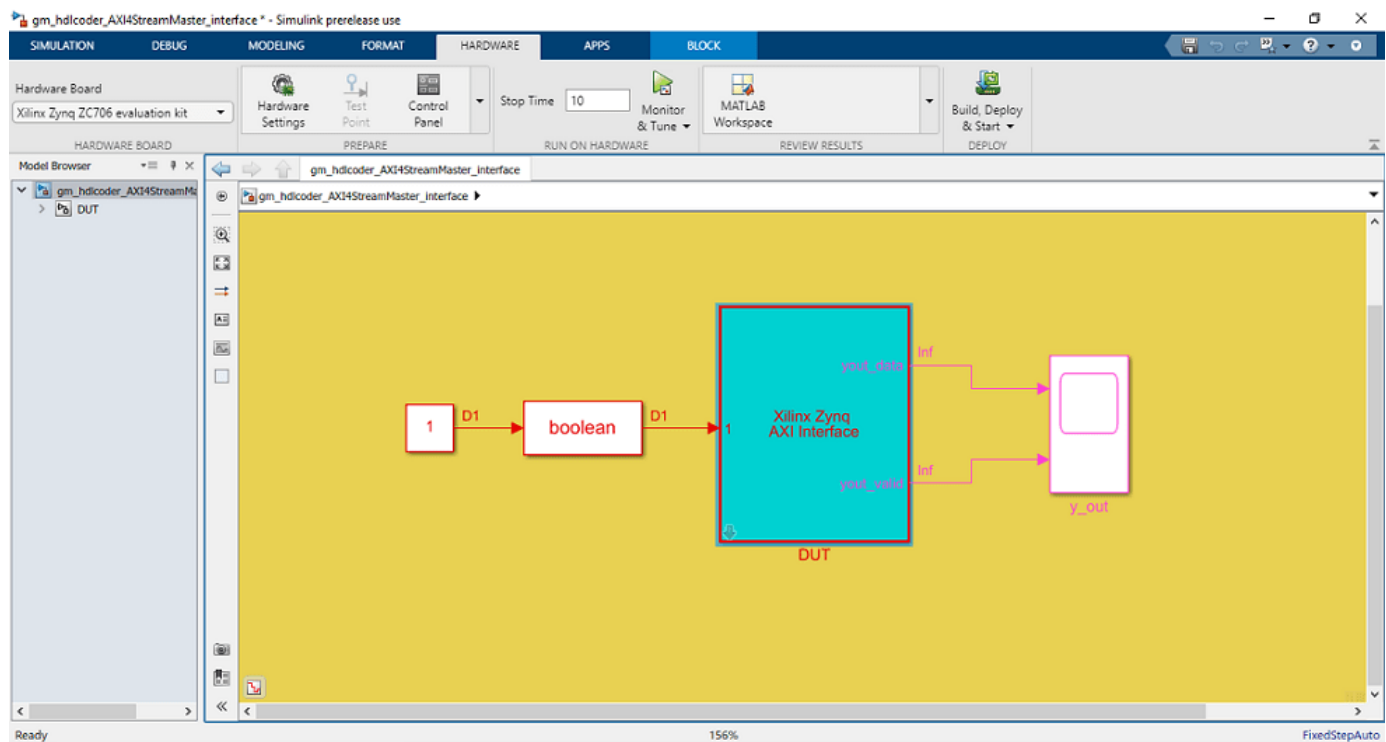 gm_hdlcoder_AXI4StreamMaster_interface * - Simulink prerelease use
SIMULATION DEBUG MODELING FORMAT HARDWARE APPS BLOCK
Hardware Board
Xilinx Zynq ZC706 evaluation kit
HARDWARE BOARD
Hardware Settings
Test Point
Control Panel
PREPARE
Stop Time 10
Monitor & Tune
RUN ON HARDWARE
MATLAB Workspace
REVIEW RESULTS
Build, Deploy & Start
DEPLOY
Model Browser
gm_hdlcoder_AXI4StreamMa
DUT
gm_hdlcoder_AXI4StreamMaster_interface
gm_hdlcoder_AXI4StreamMaster_interface
1
D1
boolean
D1
1
Xilinx Zynq
AXI Interface
yout_data
Inf
yout_valid
Inf
DUT
y_out
Ready
156%
FixedStepAuto